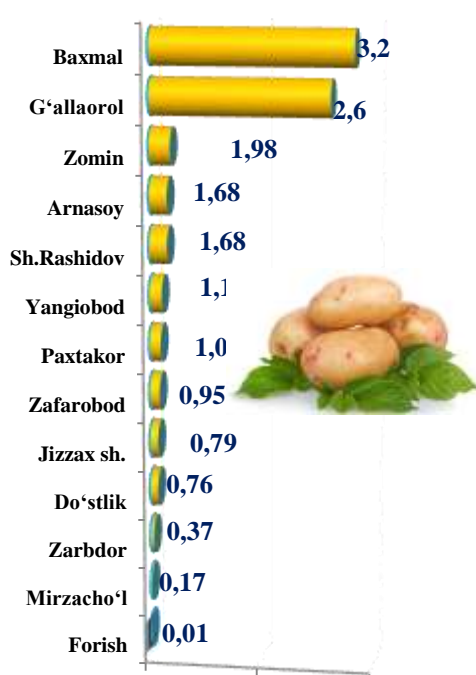 Baxmal 3,2
G‘allaorol 2,6
Zomin 1,98
Arnasoy 1,68
Sh.Rashidov 1,68
Yangiobod
Paxtakor
Zafarobod 0,95
Jizzax sh. 0,79
Do‘stlik 0,76
Zarbdor 0,37
Mirzacho‘l 0,17
Forish 0,01